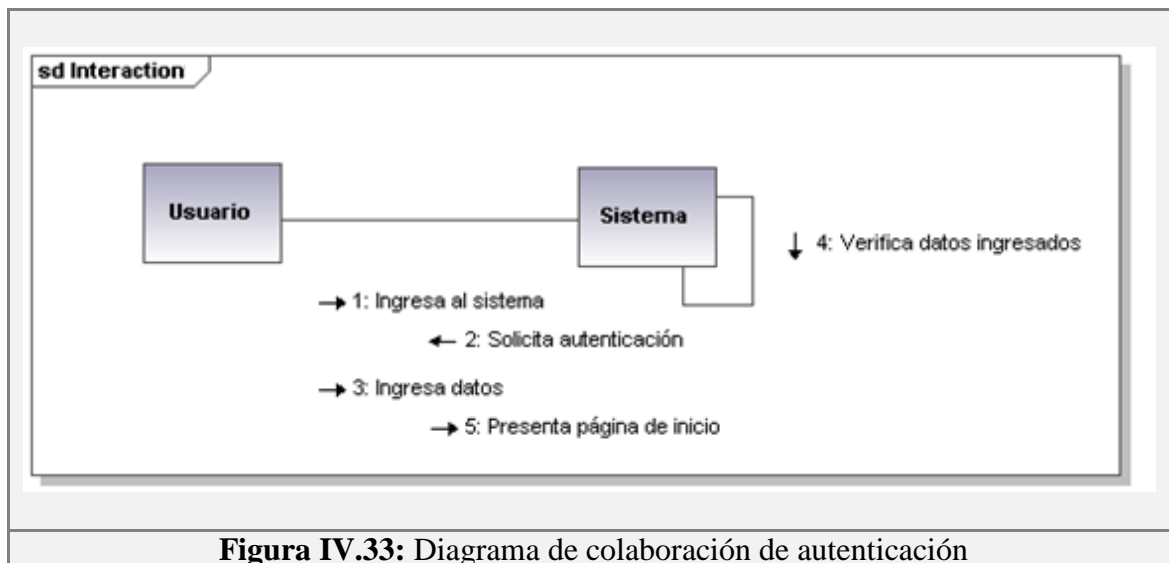 sd Interaction
Usuario
Sistema
4: Verifica datos ingresados
1: Ingresa al sistema
2: Solicita autenticación
3: Ingresa datos
5: Presenta página de inicio
Figura IV.33: Diagrama de colaboración de autenticación